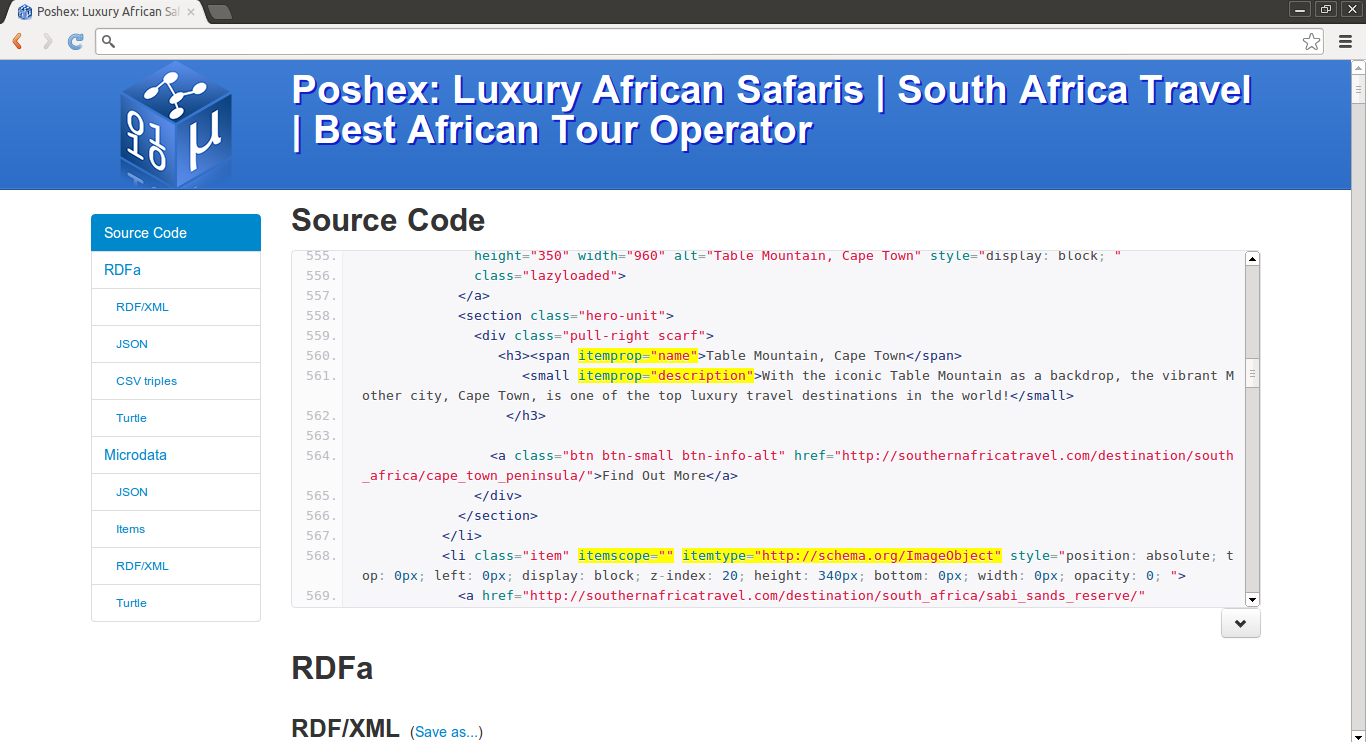 Poshex: Luxury African Saf
Poshex: Luxury African Safaris | South Africa Travel
| Best African Tour Operator
0110
μ
Source Code
RDFa
RDF/XML
JSON
CSV triples
Turtle
Microdata
JSON
Items
RDF/XML
Turtle
Source Code
555. height="350" width="960" alt="Table Mountain, Cape Town" style="display: block; "
556. class="lazyloaded">
557. </a>
558. <section class="hero-unit">
559. <div class="pull-right scarf">
560. <h3><span itemprop="name">Table Mountain, Cape Town</span>
561. <small itemprop="description">With the iconic Table Mountain as a backdrop, the vibrant M
other city, Cape Town, is one of the top luxury travel destinations in the world!</small>
562. </h3>
563.
564. <a class="btn btn-small btn-info-alt" href="http://southernafricatravel.com/destination/south
_africa/cape_town_peninsula/">Find Out More</a>
565. </div>
566. </section>
567. </li>
568. <li class="item" itemscope="" itemtype="http://schema.org/ImageObject" style="position: absolute; t
op: 0px; left: 0px; display: block; z-index: 20; height: 340px; bottom: 0px; width: 0px; opacity: 0; ">
569. <a href="http://southernafricatravel.com/destination/south_africa/sabi_sands_reserve/"
RDFa
RDF/XML (Save as...)